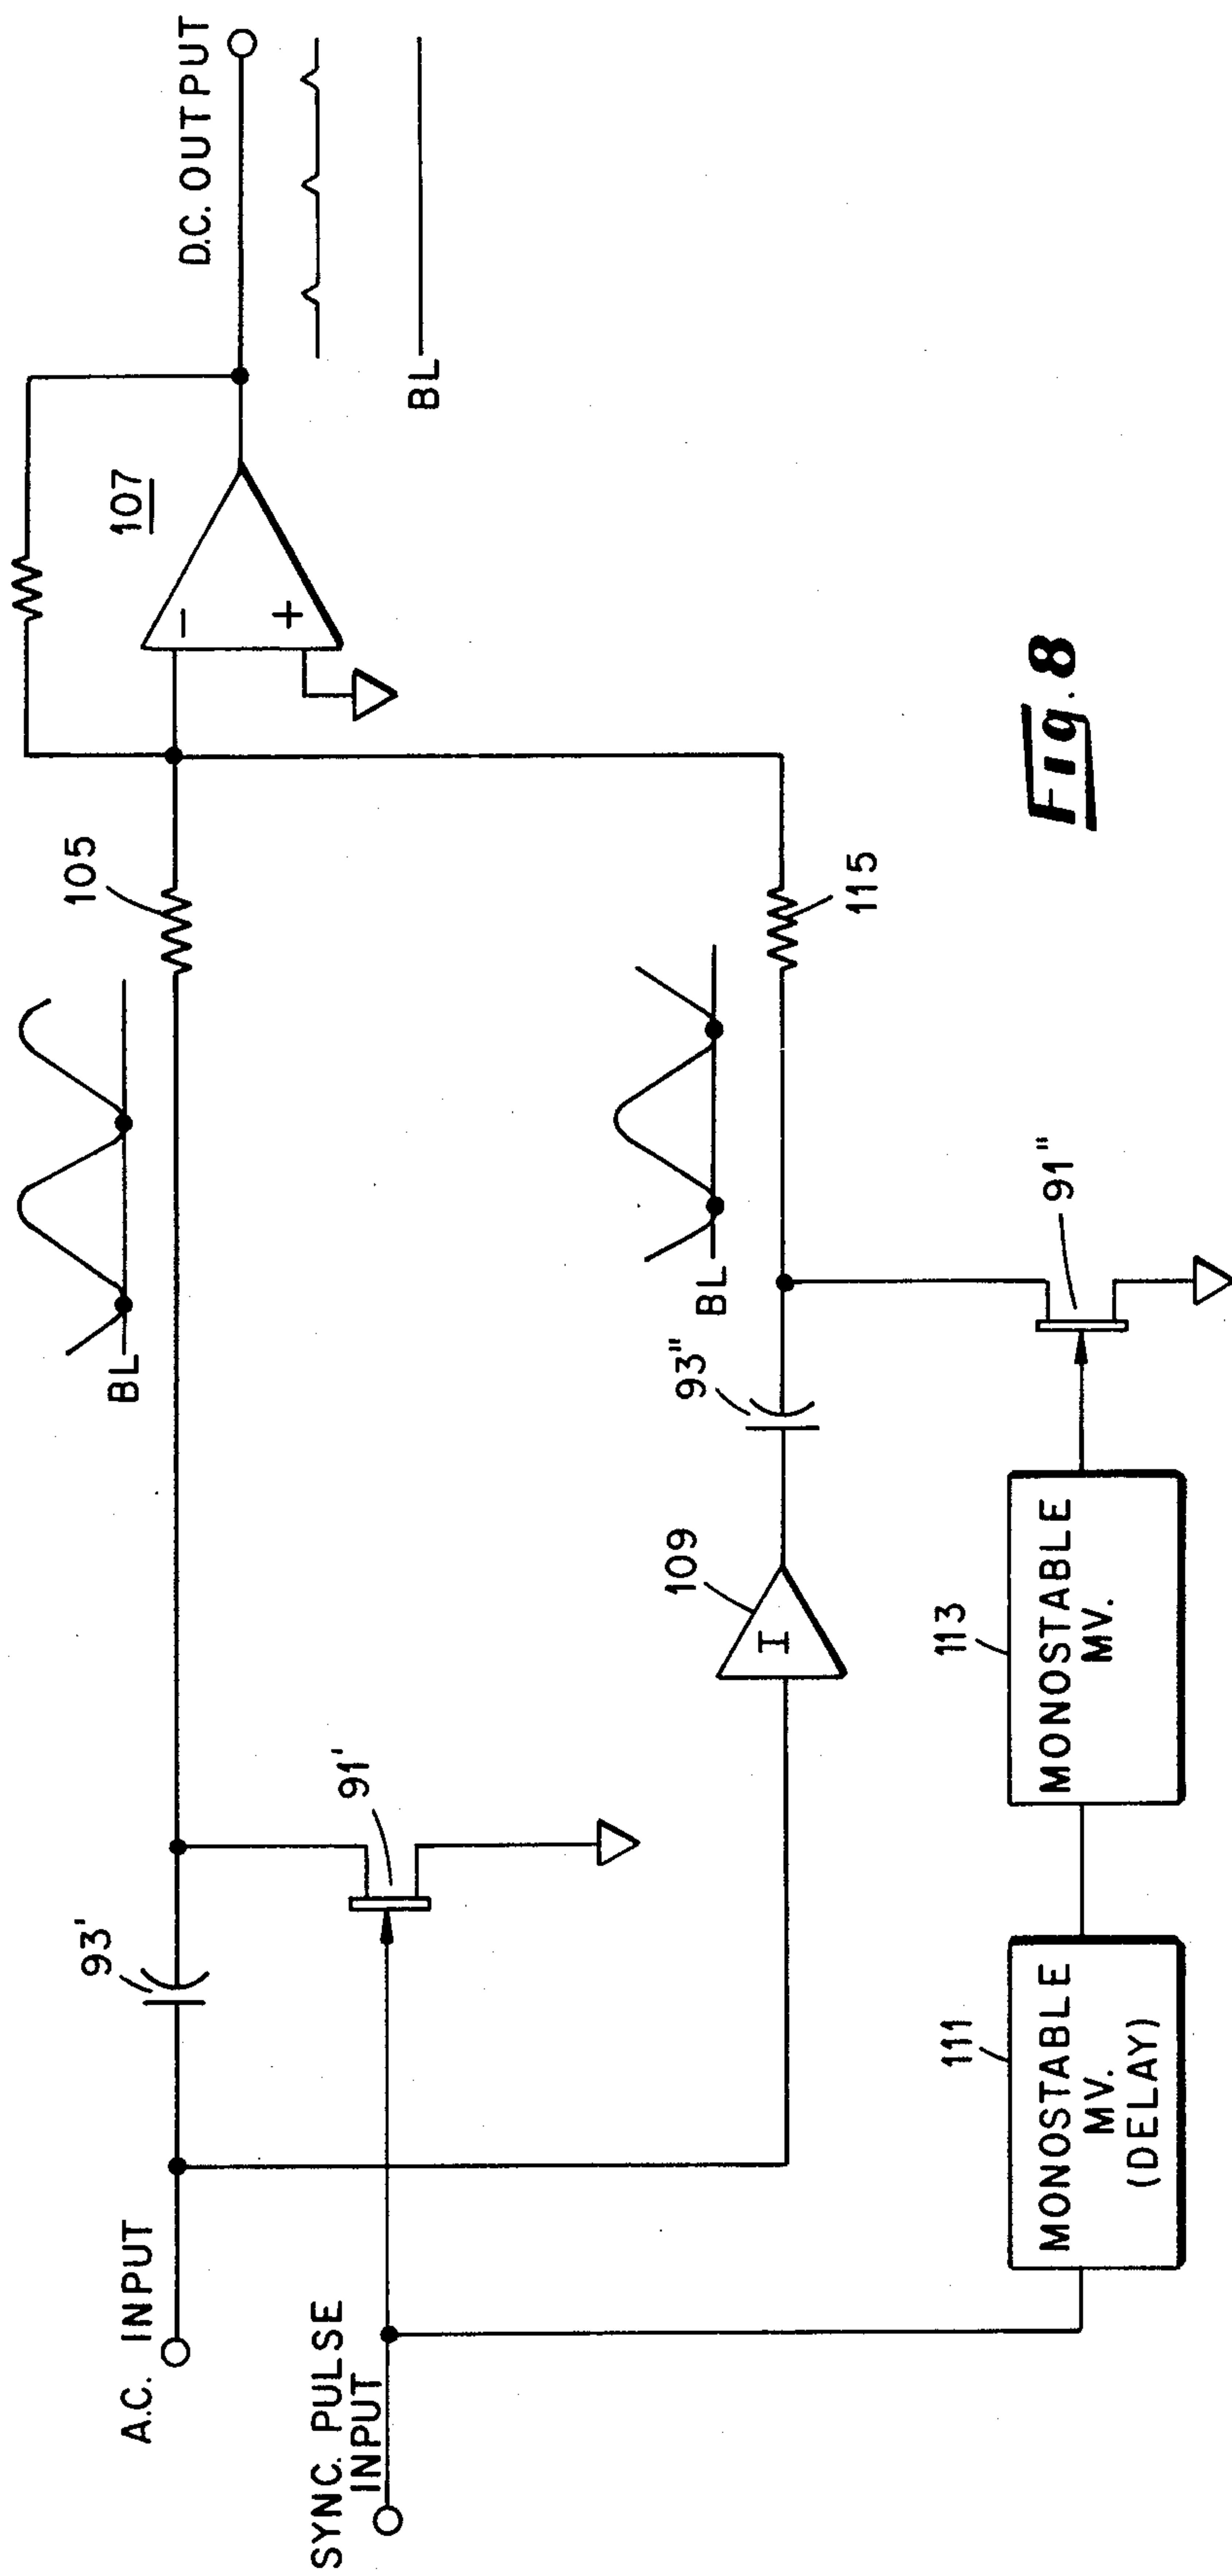 A.C. INPUT
93'
BL
105
107
-
+
D.C. OUTPUT
BL
SYNC. PULSE
INPUT
91'
109
I
93"
BL
115
91"
111
MONOSTABLE
MV.
(DELAY)
113
MONOSTABLE
MV.
Fig. 8